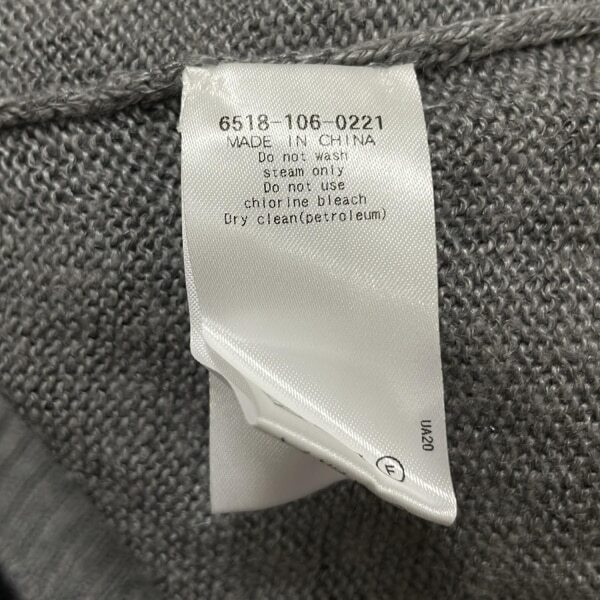 6518-106-0221
MADE IN CHINA
Do not wash
steam only
Do not use
chlorine bleach
Dry clean(petroleum)
UA20
F